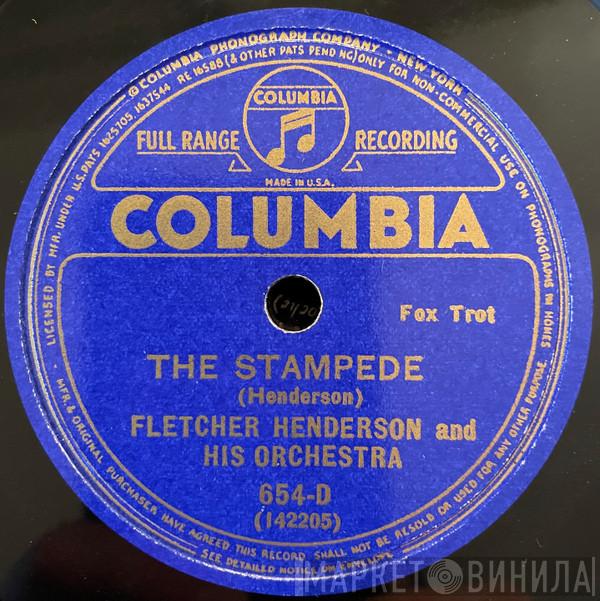 © COLUMBIA PHONOGRAPH COMPANY - NEW YORK
LICENSED BY MFR. UNDER U.S. PATS 1625705, 1637544 RE 16588 (& OTHER PATS PENDING) ONLY FOR NON-COMMERCIAL USE ON PHONOGRAPHS IN HOMES
COLUMBIA
FULL RANGE RECORDING
MADE IN U.S.A.
COLUMBIA
Fox Trot
THE STAMPEDE
(Henderson)
FLETCHER HENDERSON and
HIS ORCHESTRA
654-D
(142205)
MFR. & ORIGINAL PURCHASER HAVE AGREED THIS RECORD SHALL NOT BE RESOLD OR USED FOR ANY OTHER PURPOSE.
SEE DETAILED NOTICE ON ENVELOPE
МАРКЕТ ВИНИЛА